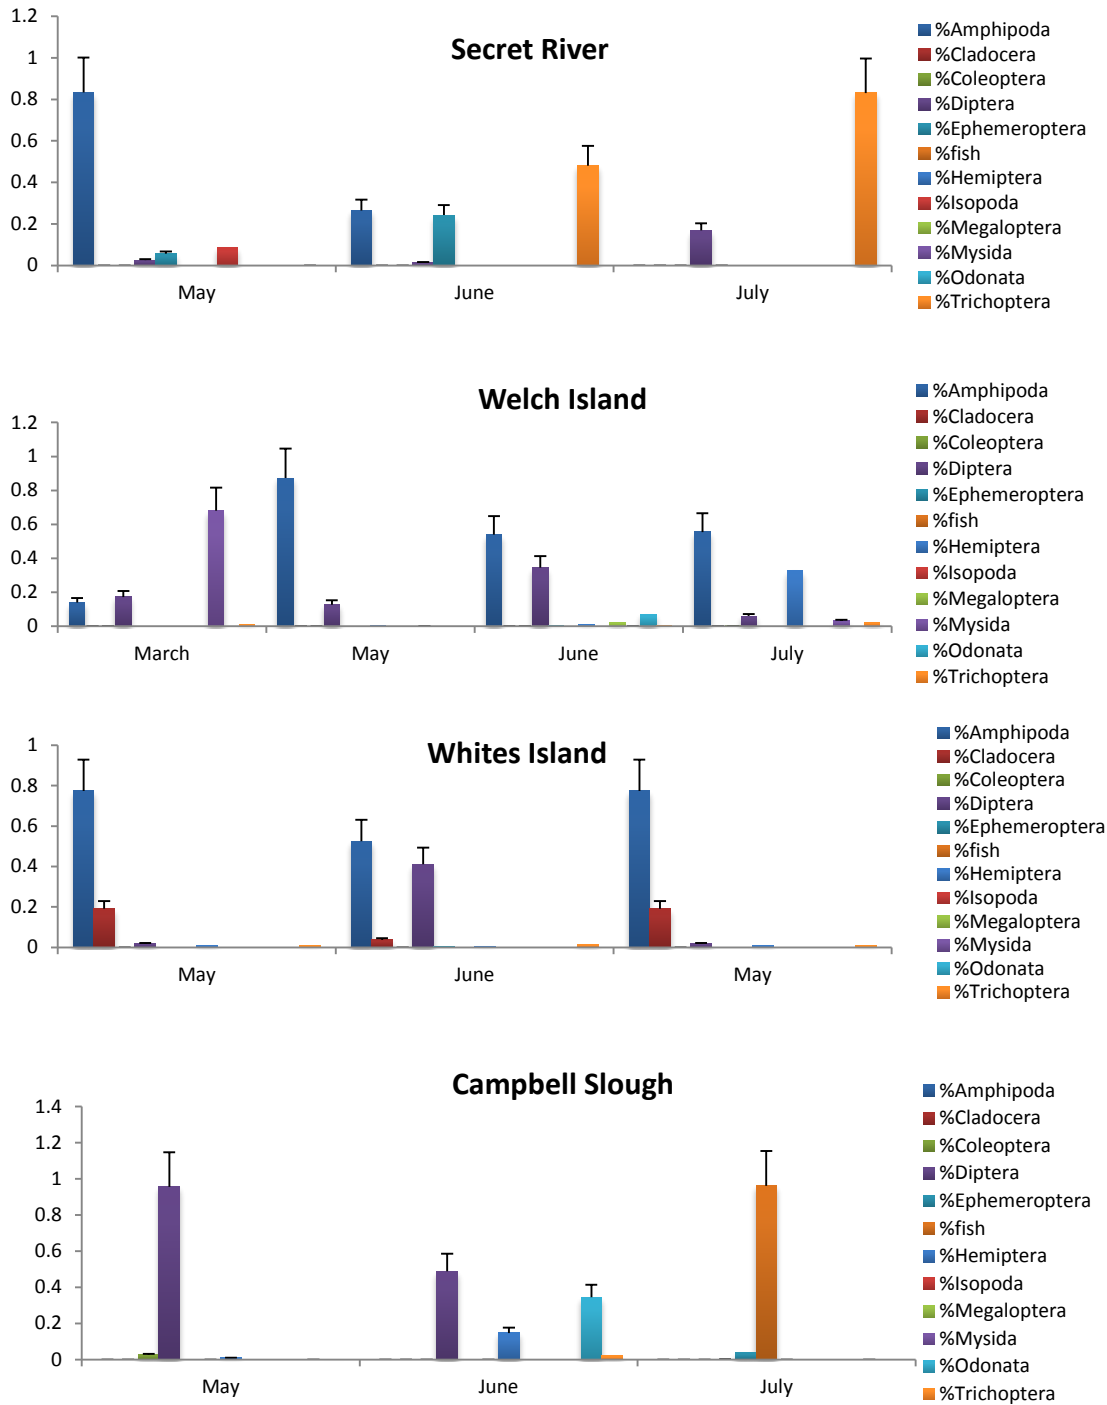 Secret River
1.2
1
0.8
0.6
0.4
0.2
0
May
June
July
%Amphipoda
%Cladocera
%Coleoptera
%Diptera
%Ephemeroptera
%fish
%Hemiptera
%Isopoda
%Megaloptera
%Mysida
%Odonata
%Trichoptera
Welch Island
1.2
1
0.8
0.6
0.4
0.2
0
March
May
June
July
%Amphipoda
%Cladocera
%Coleoptera
%Diptera
%Ephemeroptera
%fish
%Hemiptera
%Isopoda
%Megaloptera
%Mysida
%Odonata
%Trichoptera
Whites Island
1
0.8
0.6
0.4
0.2
0
May
June
May
%Amphipoda
%Cladocera
%Coleoptera
%Diptera
%Ephemeroptera
%fish
%Hemiptera
%Isopoda
%Megaloptera
%Mysida
%Odonata
%Trichoptera
Campbell Slough
1.4
1.2
1
0.8
0.6
0.4
0.2
0
May
June
July
%Amphipoda
%Cladocera
%Coleoptera
%Diptera
%Ephemeroptera
%fish
%Hemiptera
%Isopoda
%Megaloptera
%Mysida
%Odonata
%Trichoptera